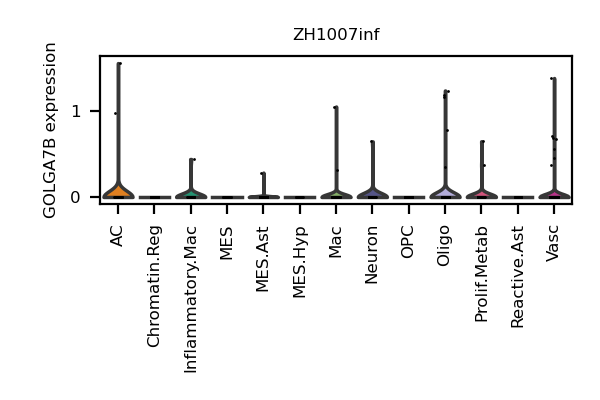 ZH1007inf
GOLGA7B expression
1
0
AC
Chromatin.Reg
Inflammatory.Mac
MES
MES.Ast
MES.Hyp
Mac
Neuron
OPC
Oligo
Prolif.Metab
Reactive.Ast
Vasc